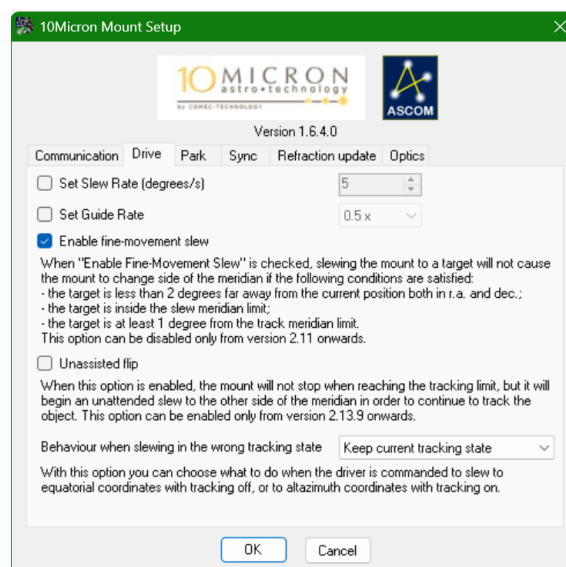 10Micron Mount Setup
10 MICRON
astro•technology
by COMEC-TECHNOLOGY
ASCOM
Version 1.6.4.0
Communication Drive Park Sync Refraction update Optics
Set Slew Rate (degrees/s) 5
Set Guide Rate 0.5 x
Enable fine-movement slew
When "Enable Fine-Movement Slew" is checked, slewing the mount to a target will not cause
the mount to change side of the meridian if the following conditions are satisfied:
- the target is less than 2 degrees far away from the current position both in r.a. and dec.;
- the target is inside the slew meridian limit;
- the target is at least 1 degree from the track meridian limit.
This option can be disabled only from version 2.11 onwards.
Unassisted flip
When this option is enabled, the mount will not stop when reaching the tracking limit, but it will
begin an unattended slew to the other side of the meridian in order to continue to track the
object. This option can be enabled only from version 2.13.9 onwards.
Behaviour when slewing in the wrong tracking state Keep current tracking state
With this option you can choose what to do when the driver is commanded to slew to
equatorial coordinates with tracking off, or to altazimuth coordinates with tracking on.
OK Cancel